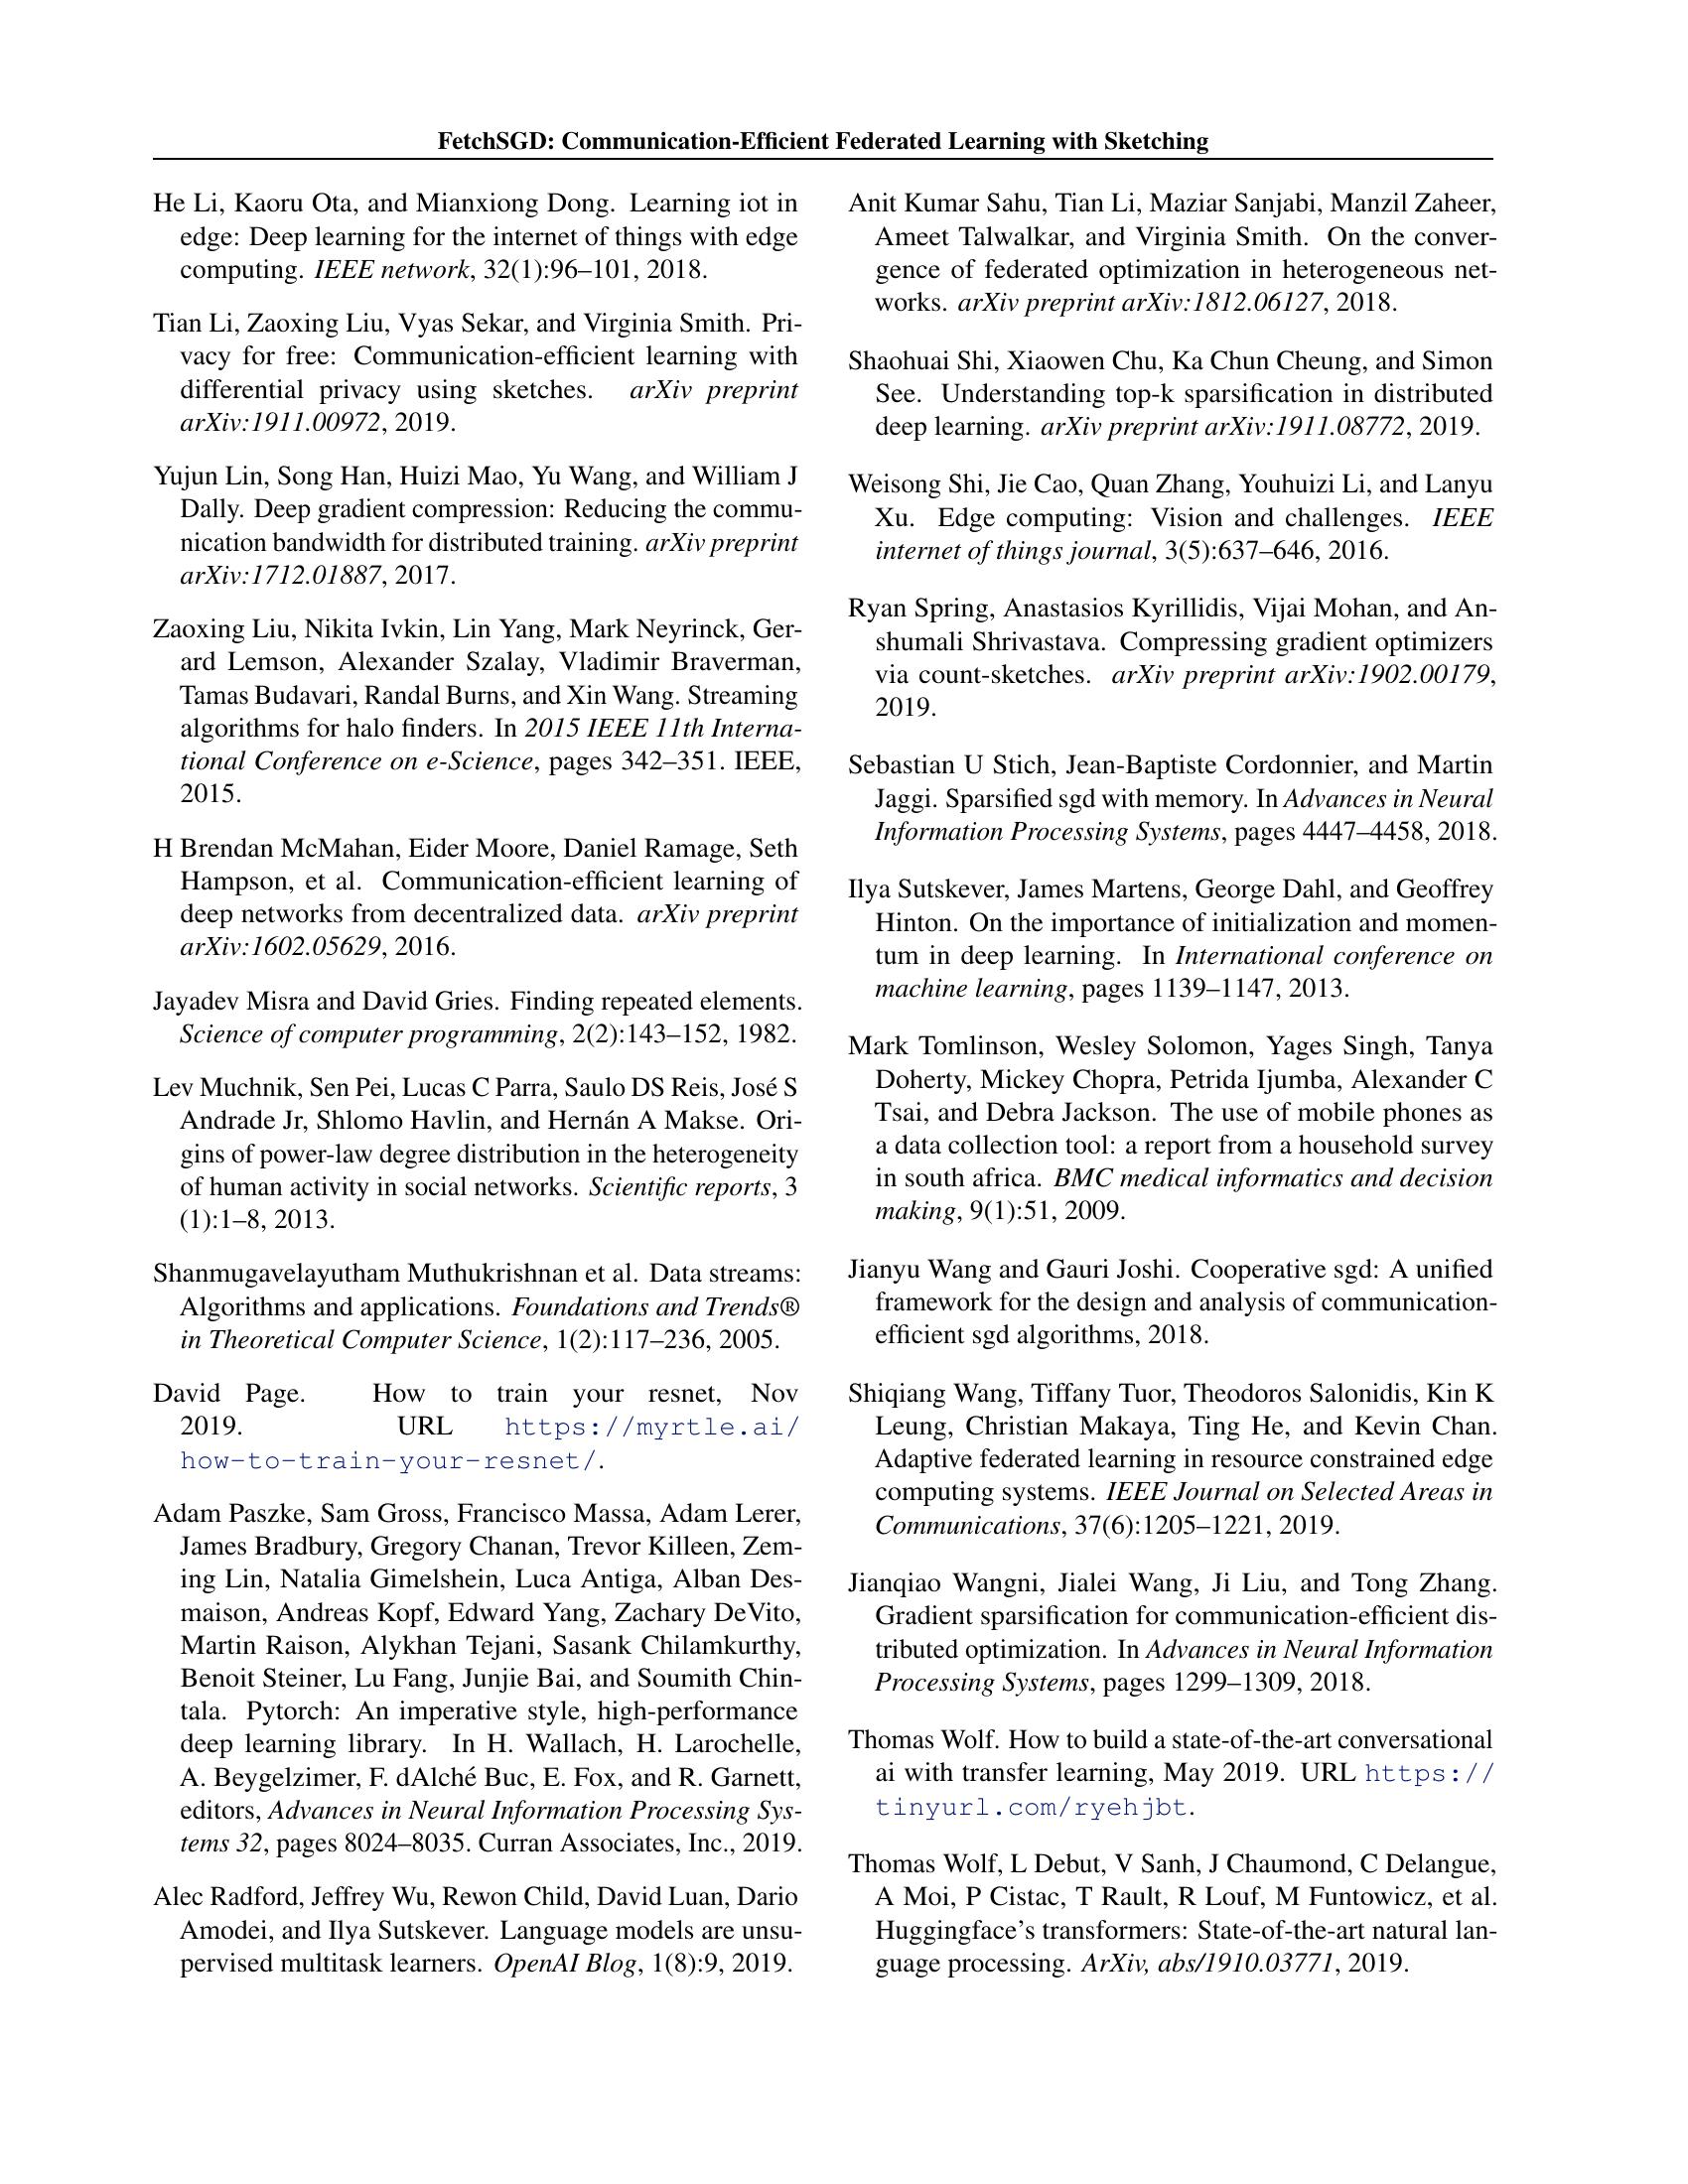 FetchSGD: Communication-Efficient Federated Learning with Sketching
He Li, Kaoru Ota, and Mianxiong Dong. Learning iot in
edge: Deep learning for the internet of things with edge
computing. IEEE network, 32(1):96–101, 2018.
Tian Li, Zaoxing Liu, Vyas Sekar, and Virginia Smith. Pri-
vacy for free: Communication-efficient learning with
differential privacy using sketches. arXiv preprint
arXiv:1911.00972, 2019.
Yujun Lin, Song Han, Huizi Mao, Yu Wang, and William J
Dally. Deep gradient compression: Reducing the commu-
nication bandwidth for distributed training. arXiv preprint
arXiv:1712.01887, 2017.
Zaoxing Liu, Nikita Ivkin, Lin Yang, Mark Neyrinck, Ger-
ard Lemson, Alexander Szalay, Vladimir Braverman,
Tamas Budavari, Randal Burns, and Xin Wang. Streaming
algorithms for halo finders. In 2015 IEEE 11th Interna-
tional Conference on e-Science, pages 342–351. IEEE,
2015.
H Brendan McMahan, Eider Moore, Daniel Ramage, Seth
Hampson, et al. Communication-efficient learning of
deep networks from decentralized data. arXiv preprint
arXiv:1602.05629, 2016.
Jayadev Misra and David Gries. Finding repeated elements.
Science of computer programming, 2(2):143–152, 1982.
Lev Muchnik, Sen Pei, Lucas C Parra, Saulo DS Reis, José S
Andrade Jr, Shlomo Havlin, and Hernán A Makse. Ori-
gins of power-law degree distribution in the heterogeneity
of human activity in social networks. Scientific reports, 3
(1):1–8, 2013.
Shanmugavelayutham Muthukrishnan et al. Data streams:
Algorithms and applications. Foundations and Trends®
in Theoretical Computer Science, 1(2):117–236, 2005.
David Page. How to train your resnet, Nov
2019. URL https://myrtle.ai/
how-to-train-your-resnet/.
Adam Paszke, Sam Gross, Francisco Massa, Adam Lerer,
James Bradbury, Gregory Chanan, Trevor Killeen, Zem-
ing Lin, Natalia Gimelshein, Luca Antiga, Alban Des-
maison, Andreas Kopf, Edward Yang, Zachary DeVito,
Martin Raison, Alykhan Tejani, Sasank Chilamkurthy,
Benoit Steiner, Lu Fang, Junjie Bai, and Soumith Chin-
tala. Pytorch: An imperative style, high-performance
deep learning library. In H. Wallach, H. Larochelle,
A. Beygelzimer, F. dAlché Buc, E. Fox, and R. Garnett,
editors, Advances in Neural Information Processing Sys-
tems 32, pages 8024–8035. Curran Associates, Inc., 2019.
Alec Radford, Jeffrey Wu, Rewon Child, David Luan, Dario
Amodei, and Ilya Sutskever. Language models are unsu-
pervised multitask learners. OpenAI Blog, 1(8):9, 2019.
Anit Kumar Sahu, Tian Li, Maziar Sanjabi, Manzil Zaheer,
Ameet Talwalkar, and Virginia Smith. On the conver-
gence of federated optimization in heterogeneous net-
works. arXiv preprint arXiv:1812.06127, 2018.
Shaohuai Shi, Xiaowen Chu, Ka Chun Cheung, and Simon
See. Understanding top-k sparsification in distributed
deep learning. arXiv preprint arXiv:1911.08772, 2019.
Weisong Shi, Jie Cao, Quan Zhang, Youhuizi Li, and Lanyu
Xu. Edge computing: Vision and challenges. IEEE
internet of things journal, 3(5):637–646, 2016.
Ryan Spring, Anastasios Kyrillidis, Vijai Mohan, and An-
shumali Shrivastava. Compressing gradient optimizers
via count-sketches. arXiv preprint arXiv:1902.00179,
2019.
Sebastian U Stich, Jean-Baptiste Cordonnier, and Martin
Jaggi. Sparsified sgd with memory. In Advances in Neural
Information Processing Systems, pages 4447–4458, 2018.
Ilya Sutskever, James Martens, George Dahl, and Geoffrey
Hinton. On the importance of initialization and momen-
tum in deep learning. In International conference on
machine learning, pages 1139–1147, 2013.
Mark Tomlinson, Wesley Solomon, Yages Singh, Tanya
Doherty, Mickey Chopra, Petrida Ijumba, Alexander C
Tsai, and Debra Jackson. The use of mobile phones as
a data collection tool: a report from a household survey
in south africa. BMC medical informatics and decision
making, 9(1):51, 2009.
Jianyu Wang and Gauri Joshi. Cooperative sgd: A unified
framework for the design and analysis of communication-
efficient sgd algorithms, 2018.
Shiqiang Wang, Tiffany Tuor, Theodoros Salonidis, Kin K
Leung, Christian Makaya, Ting He, and Kevin Chan.
Adaptive federated learning in resource constrained edge
computing systems. IEEE Journal on Selected Areas in
Communications, 37(6):1205–1221, 2019.
Jianqiao Wangni, Jialei Wang, Ji Liu, and Tong Zhang.
Gradient sparsification for communication-efficient dis-
tributed optimization. In Advances in Neural Information
Processing Systems, pages 1299–1309, 2018.
Thomas Wolf. How to build a state-of-the-art conversational
ai with transfer learning, May 2019. URL https://
tinyurl.com/ryehjbt.
Thomas Wolf, L Debut, V Sanh, J Chaumond, C Delangue,
A Moi, P Cistac, T Rault, R Louf, M Funtowicz, et al.
Huggingface's transformers: State-of-the-art natural lan-
guage processing. ArXiv, abs/1910.03771, 2019.